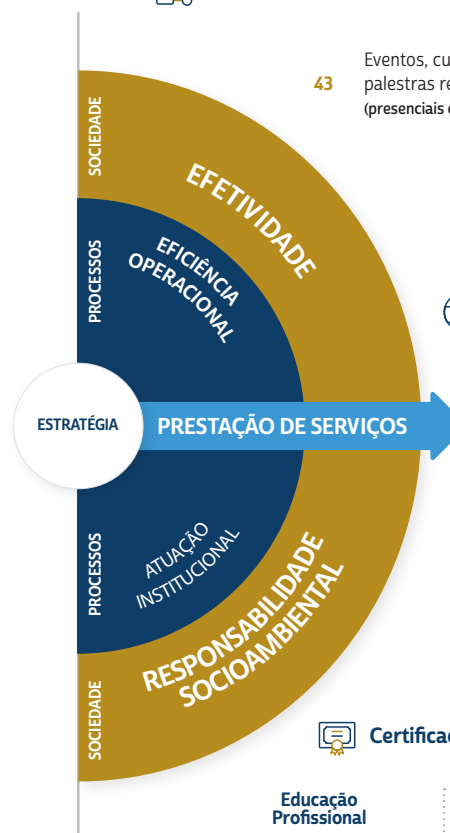 Eventos, cu
43
palestras re
(presenciais
SOCIEDADE
EFETIVIDADE
PROCESSOS
EFICIÊNCIA
OPERACIONAL
ESTRATÉGIA
PRESTAÇÃO DE SERVIÇOS
PROCESSOS
ATUAÇÃO
INSTITUCIONAL
RESPONSABILIDADE
SOCIOAMBIENTAL
SOCIEDADE
Certifica
Educação
Profissional